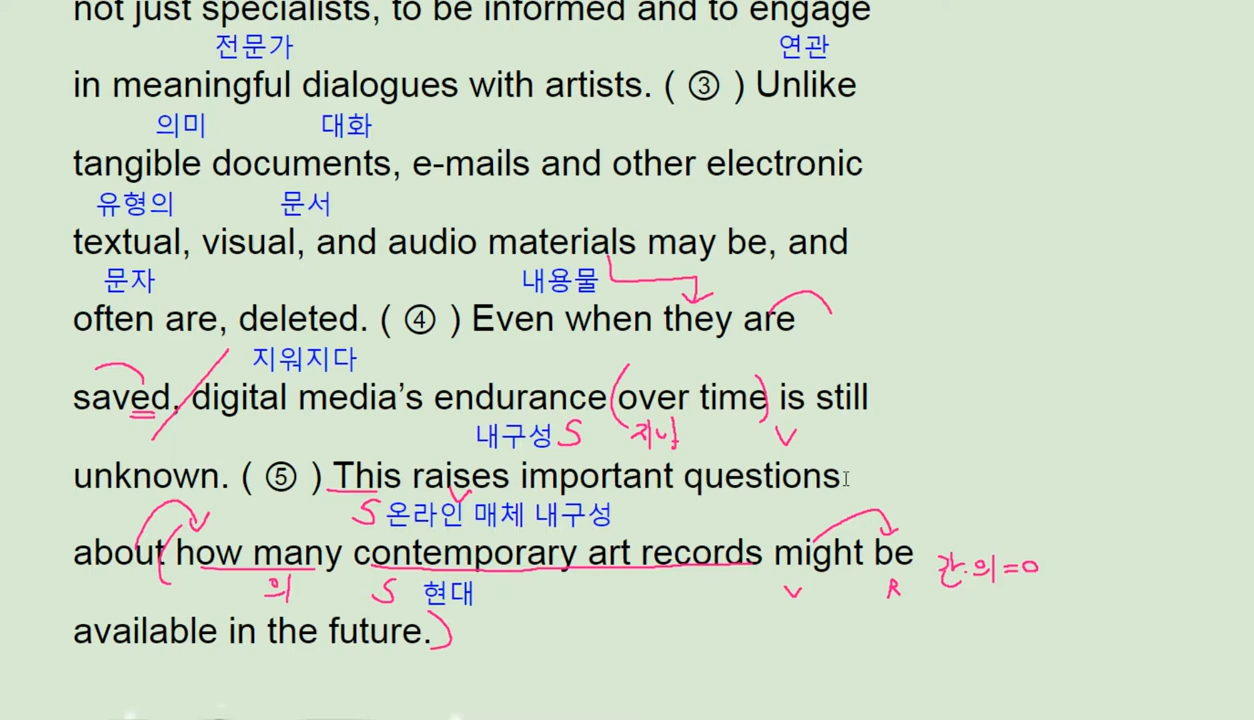 not just specialists, to be informed and to engage
전문가 연관
in meaningful dialogues with artists. ( ③ ) Unlike
의미 대화
tangible documents, e-mails and other electronic
유형의 문서
textual, visual, and audio materials may be, and
문자 내용물
often are, deleted. ( ④ ) Even when they are
지워지다
saved, digital media’s endurance (over time) is still
내구성 S 지나 V
unknown. ( ⑤ ) This raises important questions
S V 온라인 매체 내구성
about (how many contemporary art records might be
의 S 현대 V R 간.의=o
available in the future.)